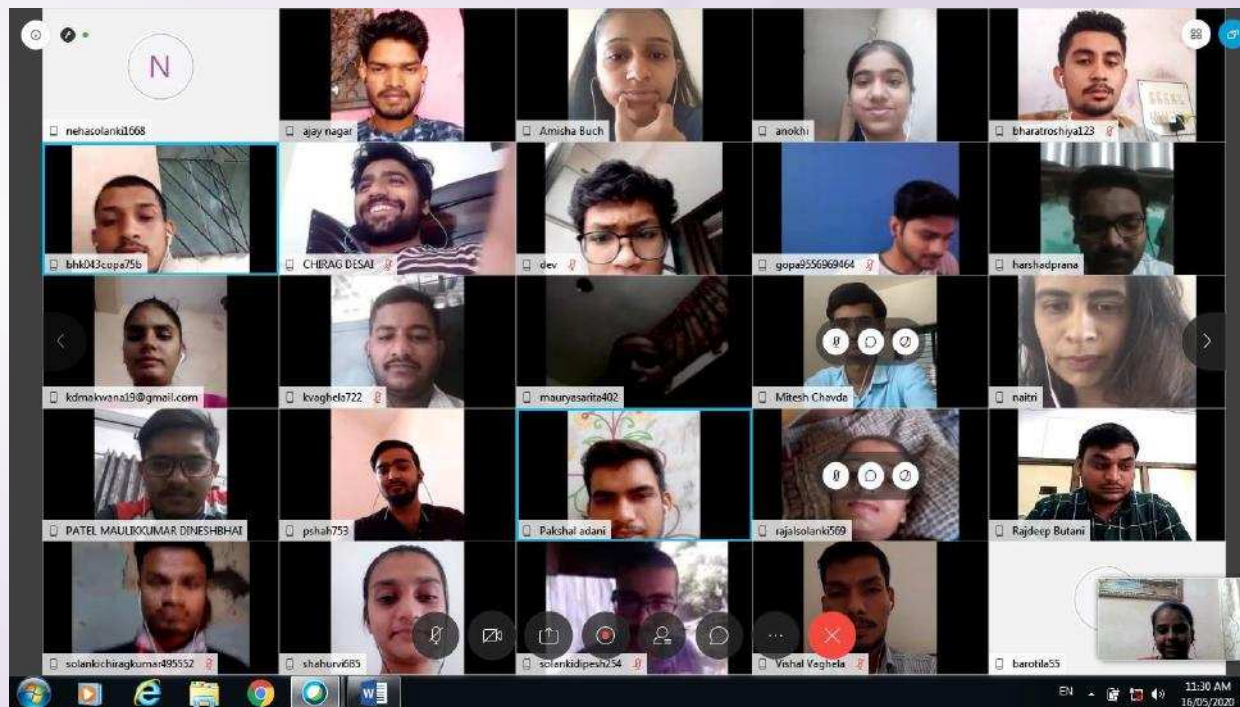 N
nehasolanki1668
ajay nagar
Amisha Buch
anokhi
bharatroshiya123
bhk043copa75b
CHIRAG DESAI
dev
gopa9556969464
harshadprana
kdmakwana19@gmail.com
kvaghela722
mauryasarita402
Mitesh Chavda
naitri
PATEL MAULIKKUMAR DINESHBHAI
pshah753
Pakshal adani
rajalsolanki569
Rajdeep Butani
solankichiragkumar495552
shahurvi685
solankidipesh254
Vishal Vaghela
barotila55
EN
11:30 AM
16/05/2020